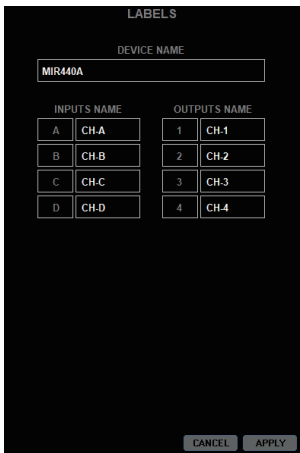 LABELS
DEVICE NAME
MIR440A
INPUTS NAME OUTPUTS NAME
A CH-A 1 CH-1
B CH-B 2 CH-2
C CH-C 3 CH-3
D CH-D 4 CH-4
CANCEL APPLY